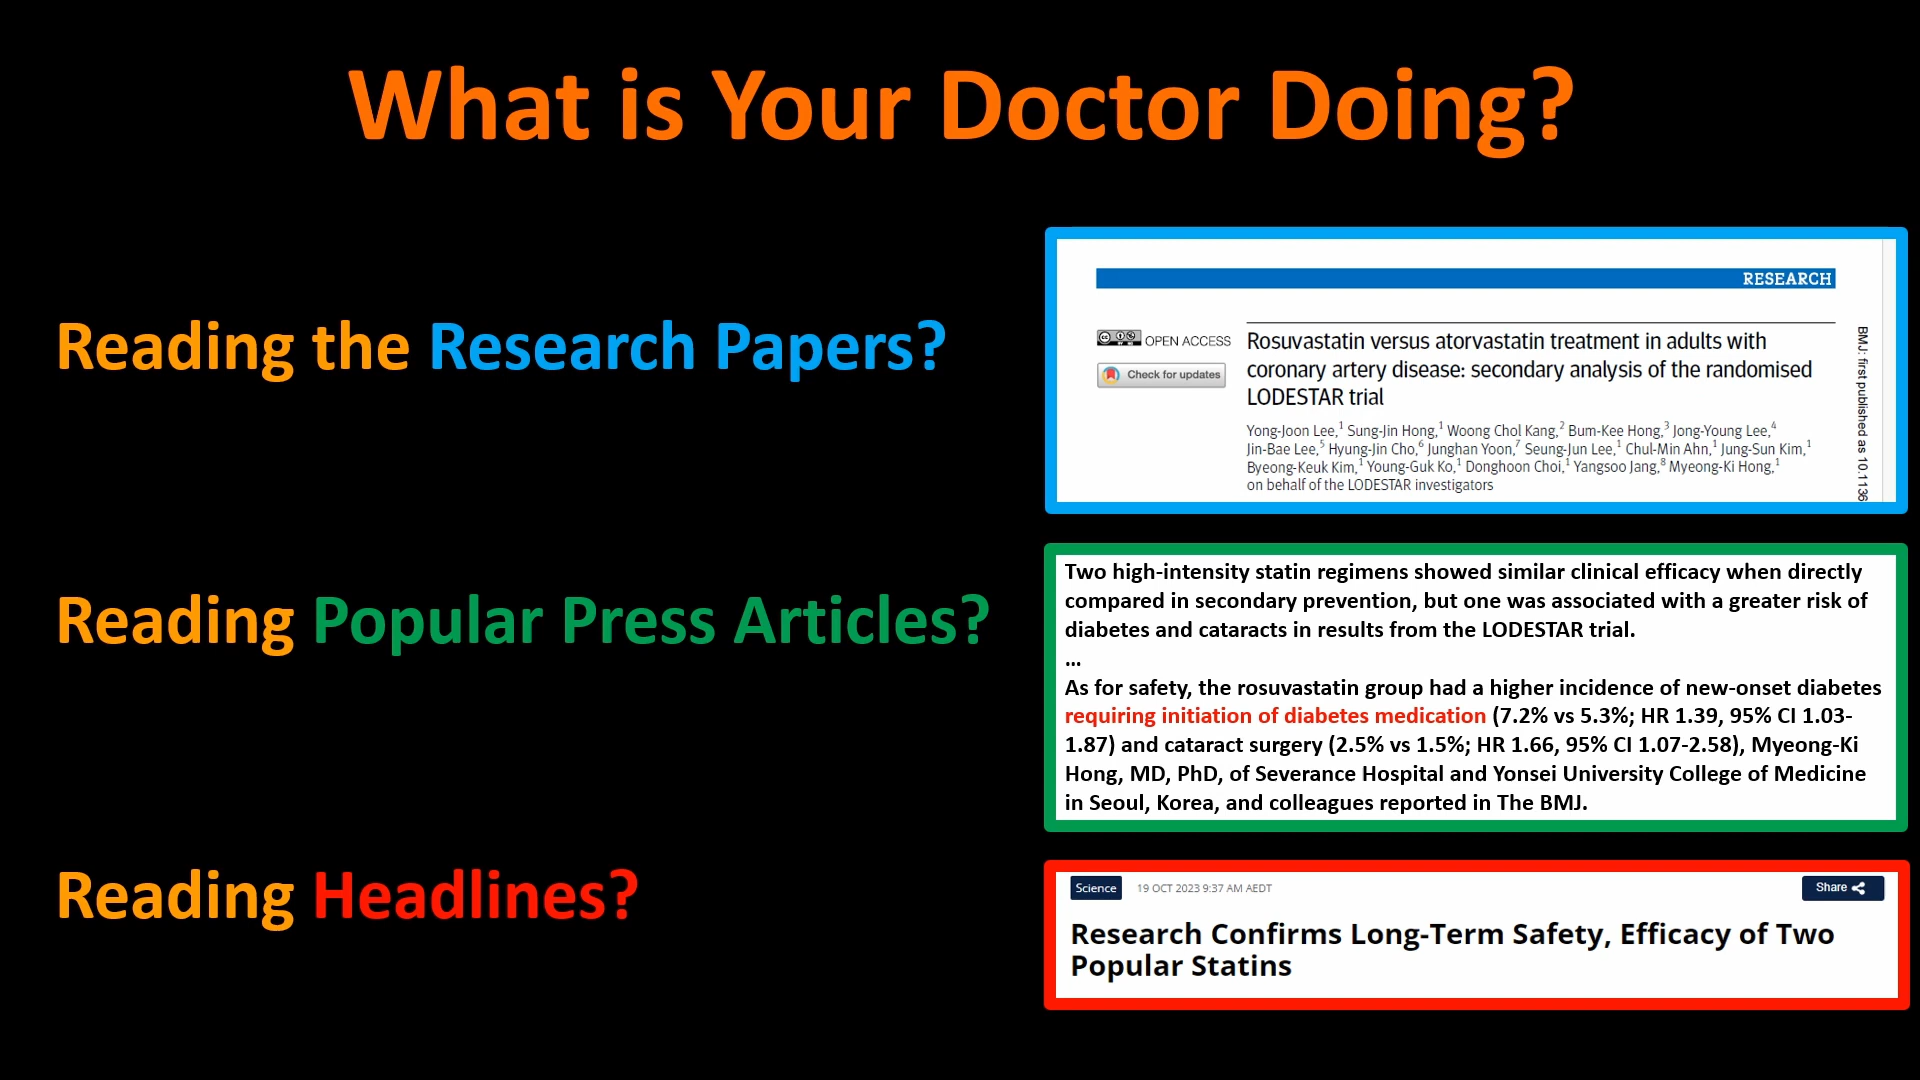 What is Your Doctor Doing?
Reading the Research Papers?
RESEARCH
OPEN ACCESS
Check for updates
Rosuvastatin versus atorvastatin treatment in adults with
coronary artery disease: secondary analysis of the randomised
LODESTAR trial
Yong-Joon Lee,1 Sung-Jin Hong,1 Woong Chol Kang,2 Bum-Kee Hong,3 Jong-Young Lee,4
Jin-Bae Lee,5 Hyung-Jin Cho,6 Junghan Yoon,7 Seung-Jun Lee,1 Chul-Min Ahn,1 Jung-Sun Kim,1
Byeong-Keuk Kim,1 Young-Guk Ko,1 Donghoon Choi,1 Yangsoo Jang,8 Myeong-Ki Hong,1
on behalf of the LODESTAR investigators
BMJ: first published as 10.1136
Reading Popular Press Articles?
Two high-intensity statin regimens showed similar clinical efficacy when directly
compared in secondary prevention, but one was associated with a greater risk of
diabetes and cataracts in results from the LODESTAR trial.
...
As for safety, the rosuvastatin group had a higher incidence of new-onset diabetes
requiring initiation of diabetes medication (7.2% vs 5.3%; HR 1.39, 95% CI 1.03-
1.87) and cataract surgery (2.5% vs 1.5%; HR 1.66, 95% CI 1.07-2.58), Myeong-Ki
Hong, MD, PhD, of Severance Hospital and Yonsei University College of Medicine
in Seoul, Korea, and colleagues reported in The BMJ.
Reading Headlines?
Science
19 OCT 2023 9:37 AM AEDT
Share
Research Confirms Long-Term Safety, Efficacy of Two
Popular Statins